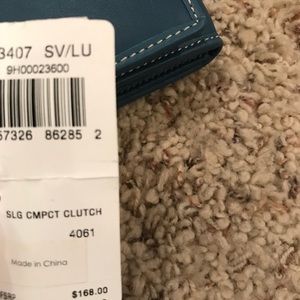 3407 SV/LU
9H00023600
57326 86285 2
SLG CMPCT CLUTCH
4061
Made in China
$168.00